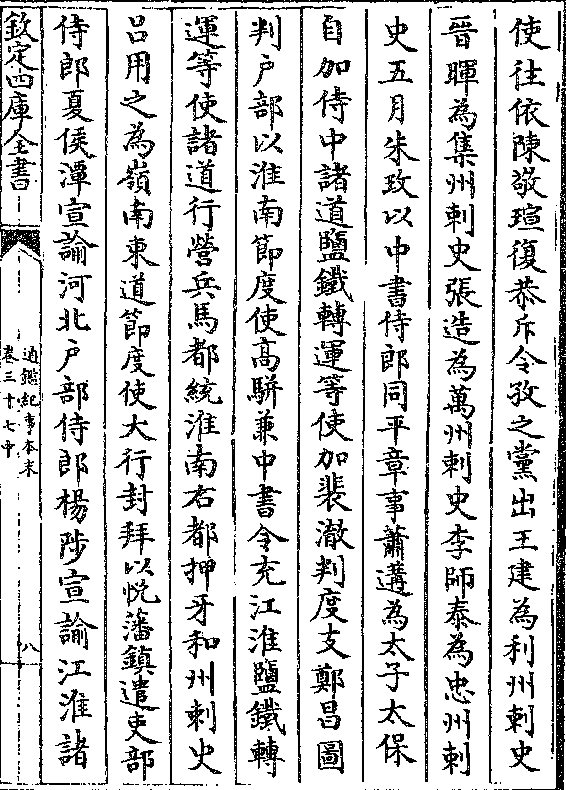 使往依陳敬瑄復恭斥令孜之黨出王建為利州刺史
晉暉為集州刺史張造為萬州刺史李師泰為忠州刺
史五月朱玫以中書侍郎同平章事蕭遘為太子太保
自加侍中諸道鹽鐵轉運等使加裴澈判度支鄭昌圖
判户部以淮南節度使高駢兼中書令充江淮鹽鐵轉
運等使諸道行營兵馬都統淮南右都押牙和州刺史
吕用之為嶺南東道節度使大行封拜以悦藩鎮遣吏部
侍郎夏侯潭宣諭河北户部侍郎楊陟宣諭江淮諸
欽定四庫全書
通鑑紀事本末
卷三十七中
八